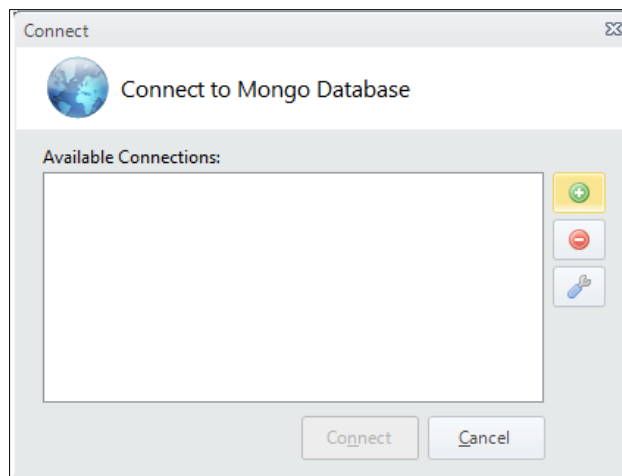 Connect
Connect to Mongo Database
Available Connections:
Connect
Cancel